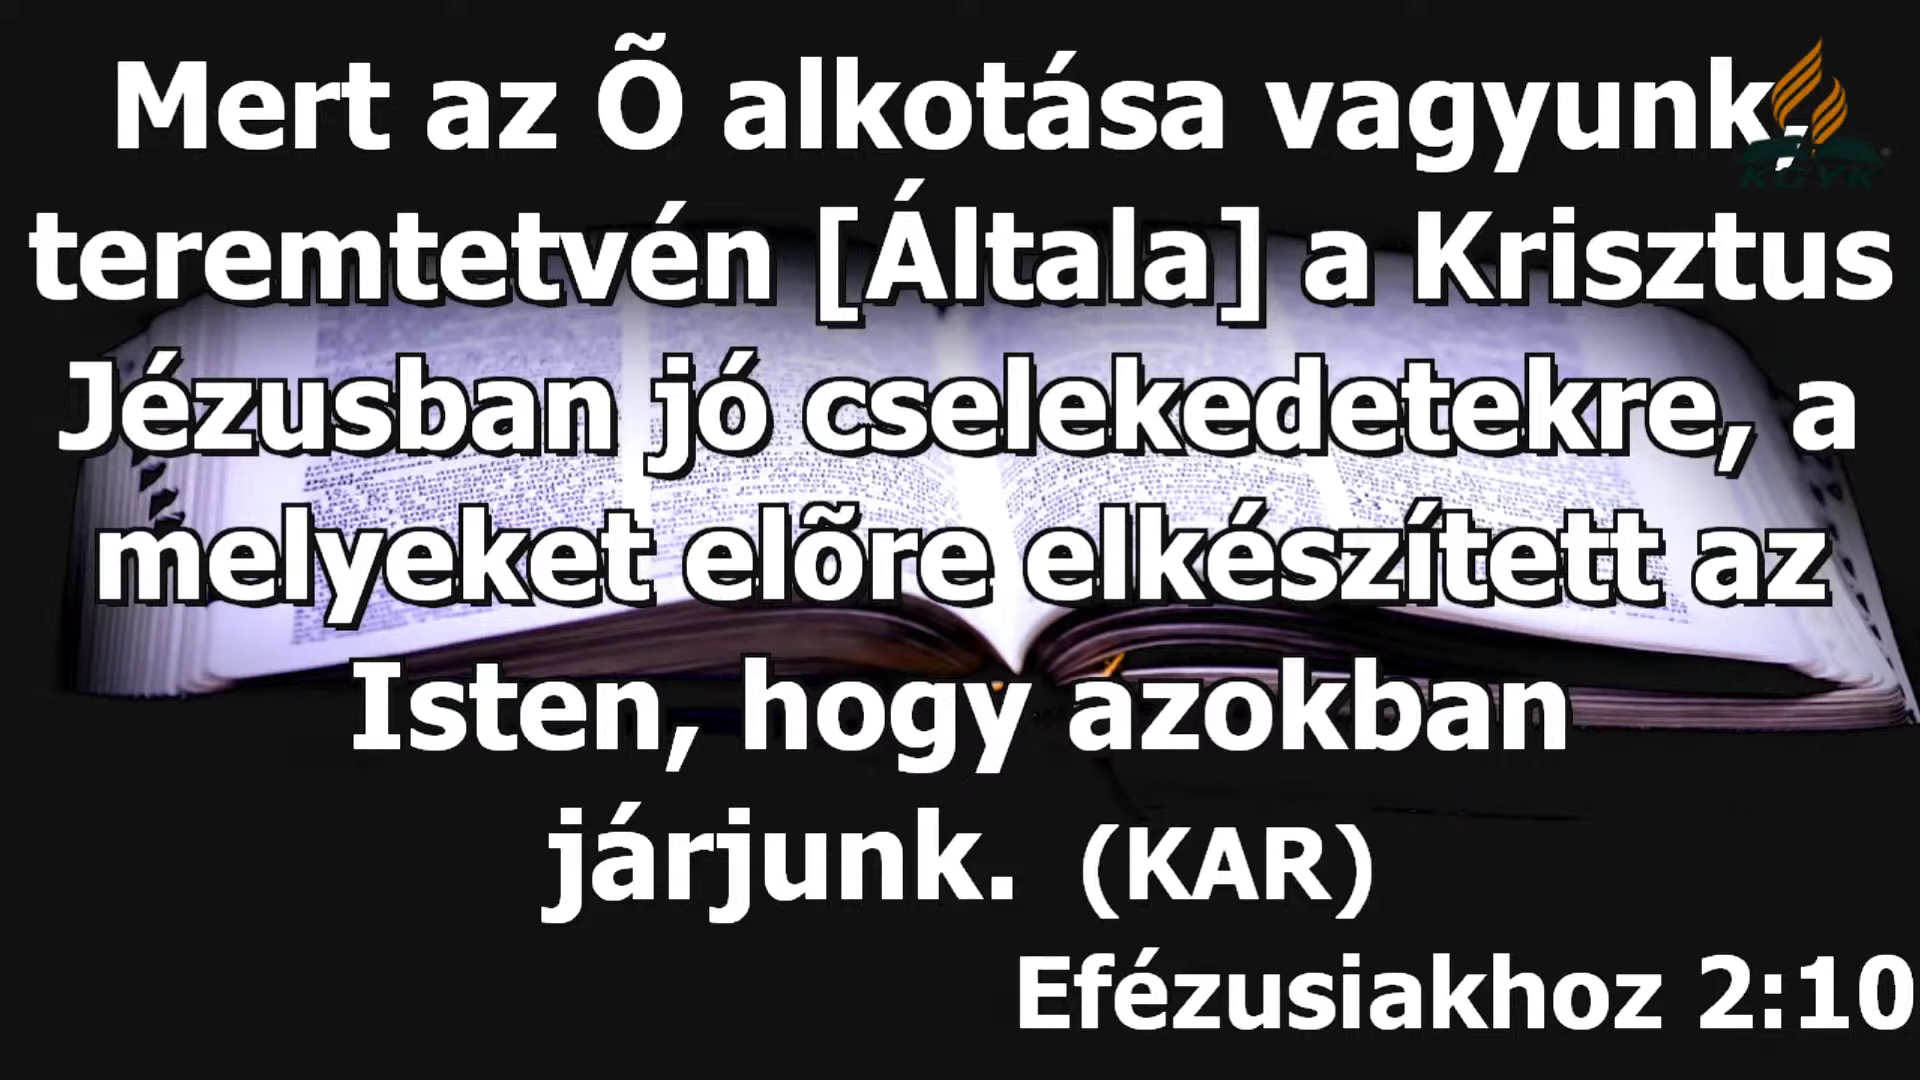 Mert az Õ alkotása vagyunk,
teremtetvén [Általa] a Krisztus
Jézusban jó cselekedetekre, a
melyeket elõre elkészített az
Isten, hogy azokban
járjunk. (KAR)
Efézusiakhoz 2:10
KGYK